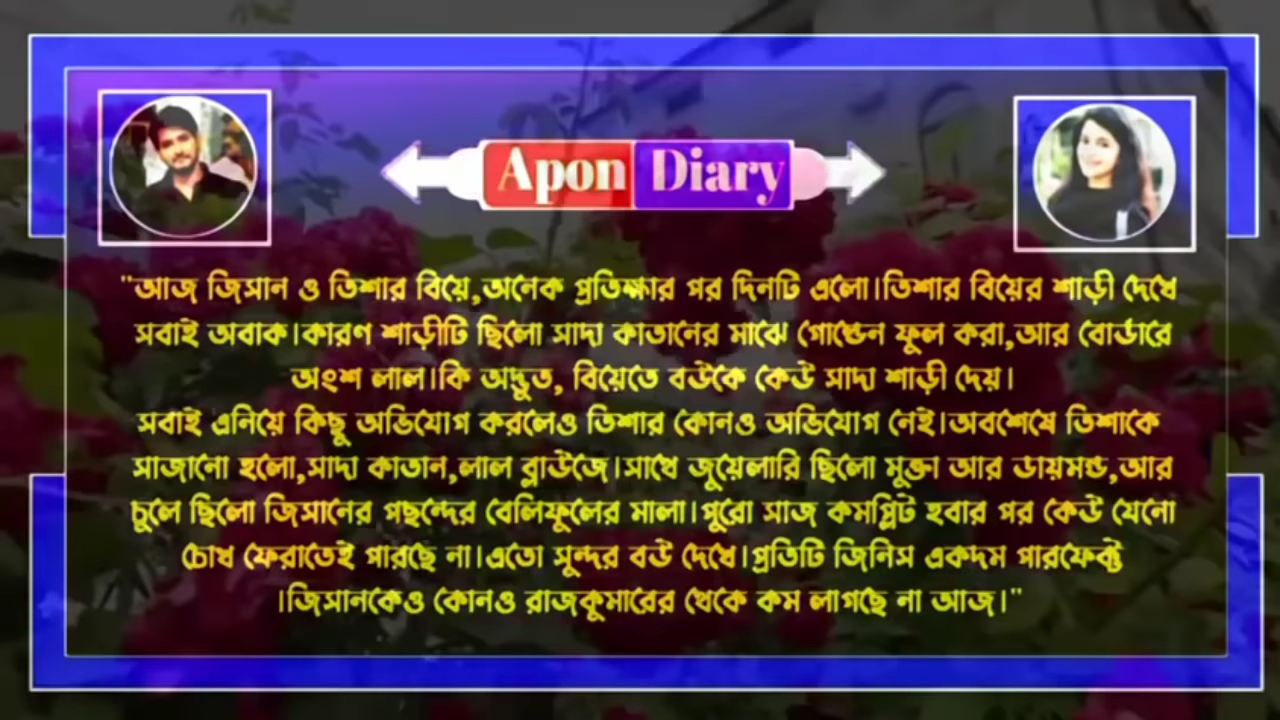 Apon Diary
"আজ জিসান ও তিশার বিয়ে,অনেক প্রতিক্ষার পর দিনটি এলো।তিশার বিয়ের শাড়ী দেখে
সবাই অবাক।কারণ শাড়ীটি ছিলো সাদা কাতানের মাঝে গোল্ডেন ফুল করা,আর বোর্ডারে
অংশ লাল।কি অদ্ভুত, বিয়েতে বউকে কেউ সাদা শাড়ী দেয়।
সবাই এনিয়ে কিছু অভিযোগ করলেও তিশার কোনও অভিযোগ নেই।অবশেষে তিশাকে
সাজানো হলো,সাদা কাতান,লাল ব্লাউজে।সাথে জুয়েলারি ছিলো মুক্তা আর ডায়মন্ড,আর
চুলে ছিলো জিসানের পছন্দের বেলিফুলের মালা।পুরো সাজ কমপ্লিট হবার পর কেউ যেনো
চোখ ফেরাতেই পারছে না।এতো সুন্দর বউ দেখে।প্রতিটি জিনিস একদম পারফেক্ট
।জিসানকেও কোনও রাজকুমারের থেকে কম লাগছে না আজ।"